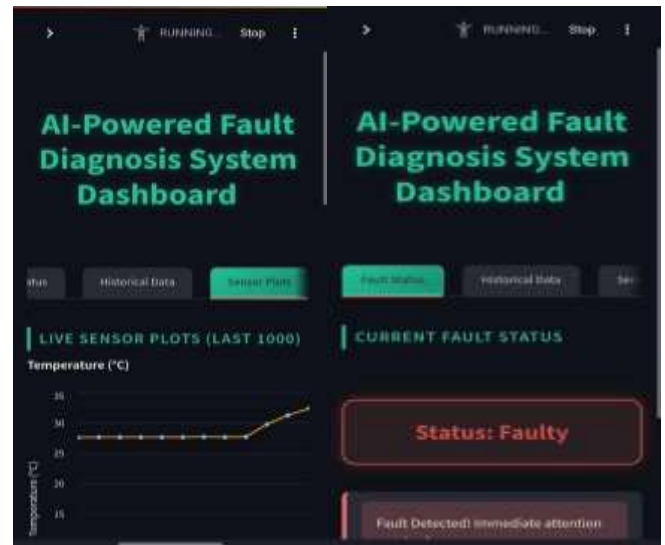 RUNNING... Stop
AI-Powered Fault
Diagnosis System
Dashboard
atus Historical Data Sensor Plots
LIVE SENSOR PLOTS (LAST 1000)
Temperature (°C)
Temperature (°C)
35
30
25
20
15
RUNNING... Stop
AI-Powered Fault
Diagnosis System
Dashboard
Fault Status Historical Data Sen
CURRENT FAULT STATUS
Status: Faulty
Fault Detected! Immediate attention